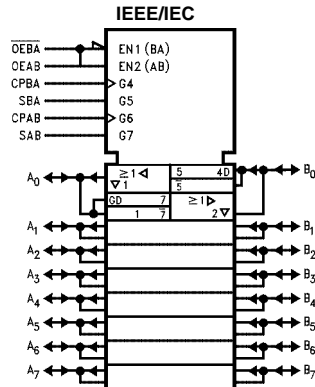 IEEE/IEC
O̅E̅B̅A̅ EN1 (BA)
OEAB EN2 (AB)
CPBA G4
SBA G5
CPAB G6
SAB G7
A₀ ≥1 5 4D B₀
1 5̅
GD 7 ≥1
1 7̅ 2
A₁ B₁
A₂ B₂
A₃ B₃
A₄ B₄
A₅ B₅
A₆ B₆
A₇ B₇